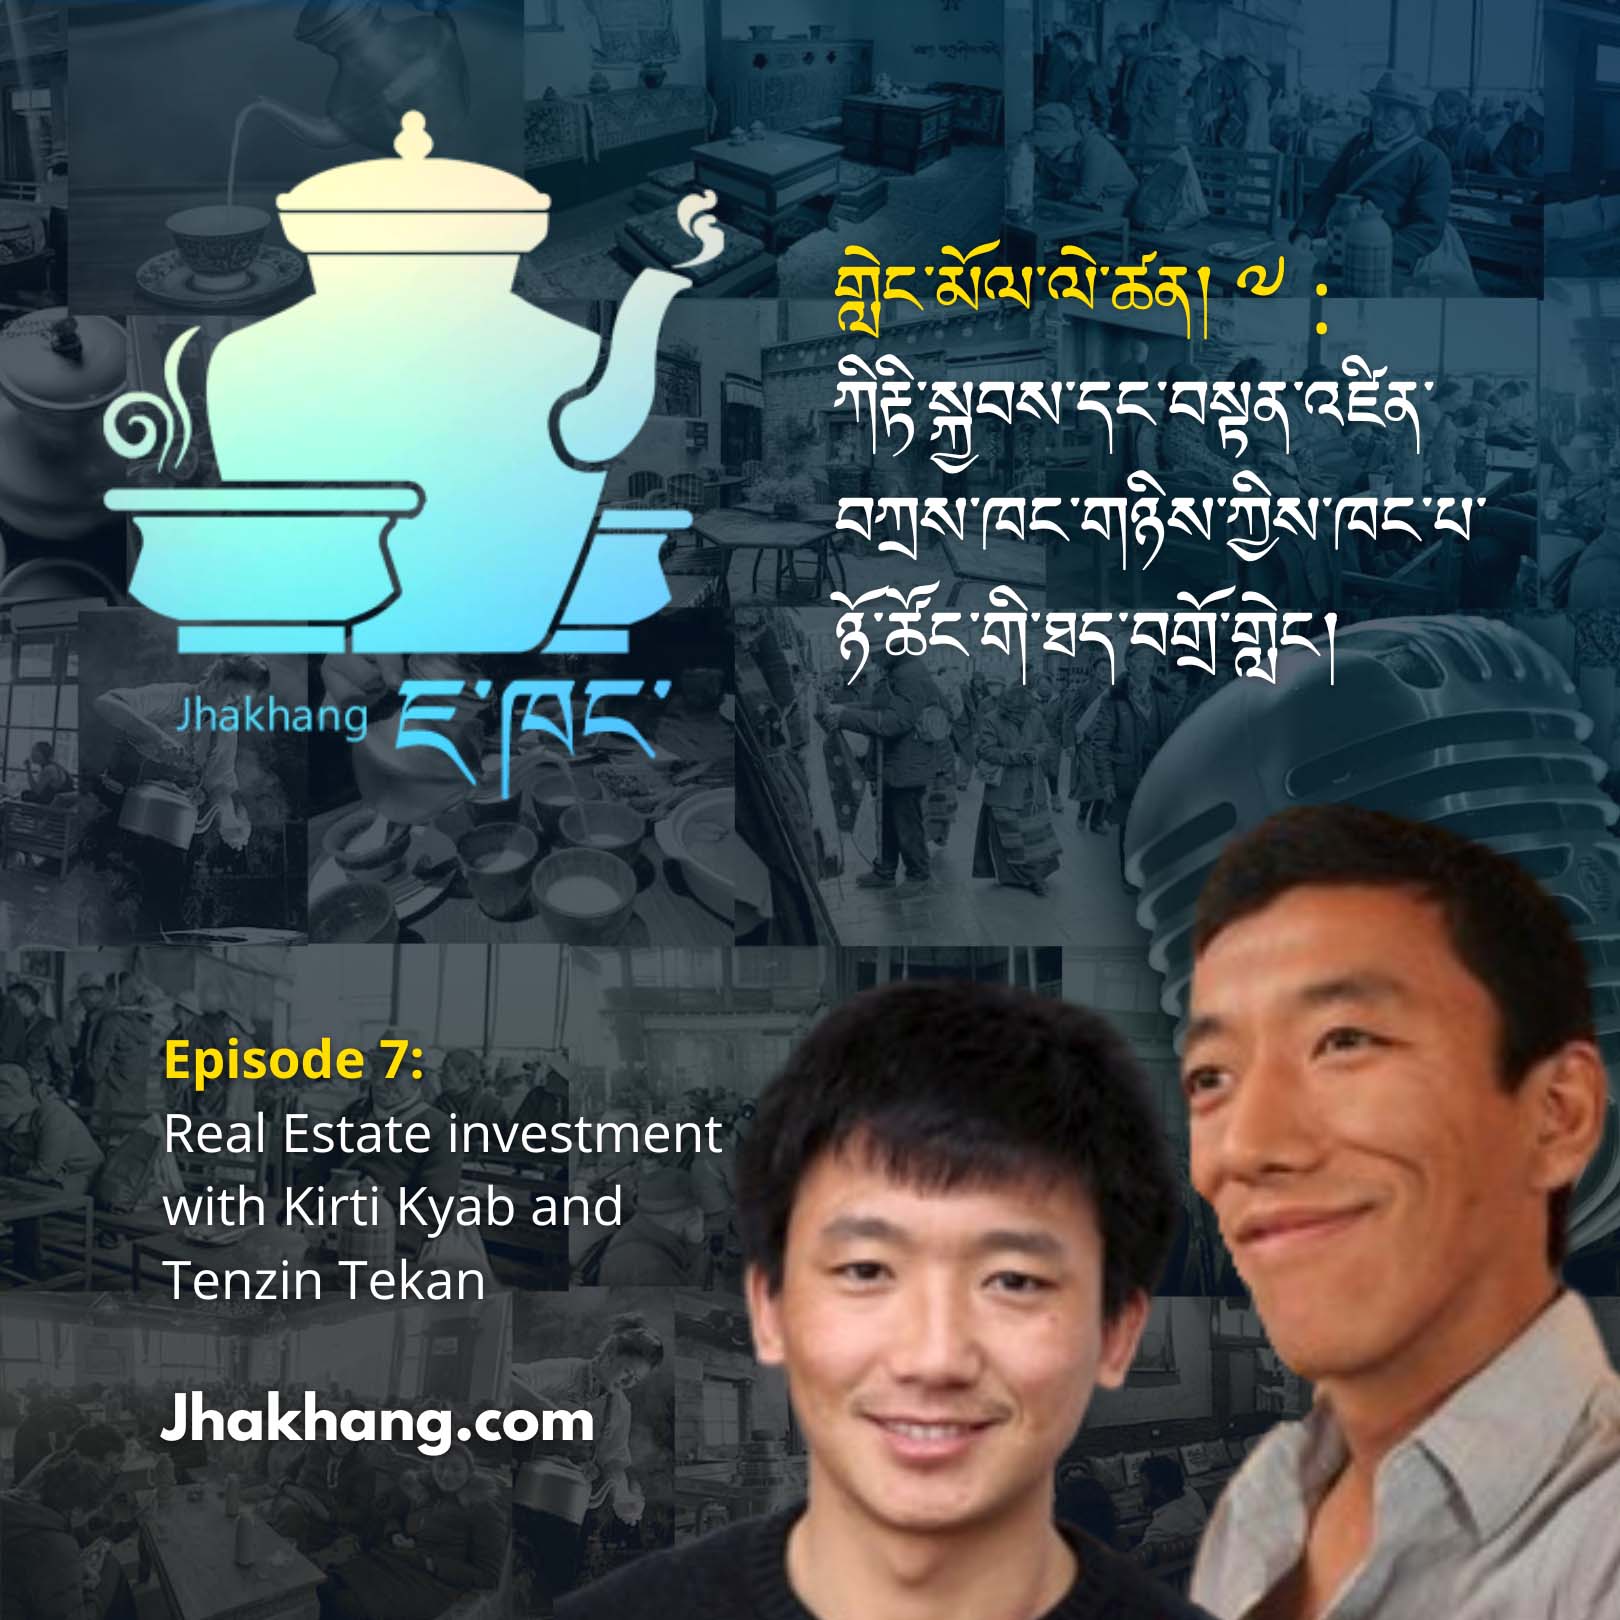 གླེང་མོལ་ལེ་ཚན། ༧ :
ཀིརྟི་སྐྱབས་དང་བསྟན་འཛིན་
བཀྲས་ཁང་གཉིས་ཀྱིས་ཁང་པ་
ཉོ་ཚོང་གི་ཐད་བགྲོ་གླེང།
Jhakhang ཇ་ཁང་
Episode 7:
Real Estate investment
with Kirti Kyab and
Tenzin Tekan
Jhakhang.com